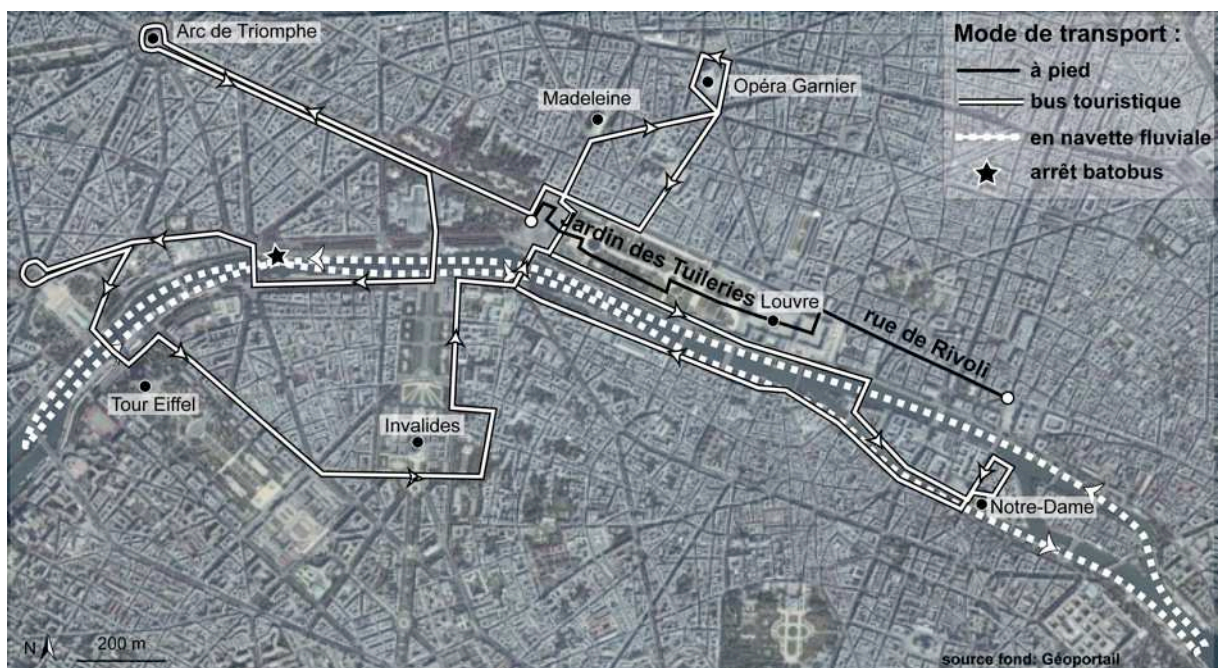 Arc de Triomphe
Madeleine
Opéra Garnier
Mode de transport :
à pied
bus touristique
en navette fluviale
arrêt batobus
Jardin des Tuileries
Louvre
rue de Rivoli
Tour Eiffel
Invalides
Notre-Dame
N
200 m
source fond: Géoportail